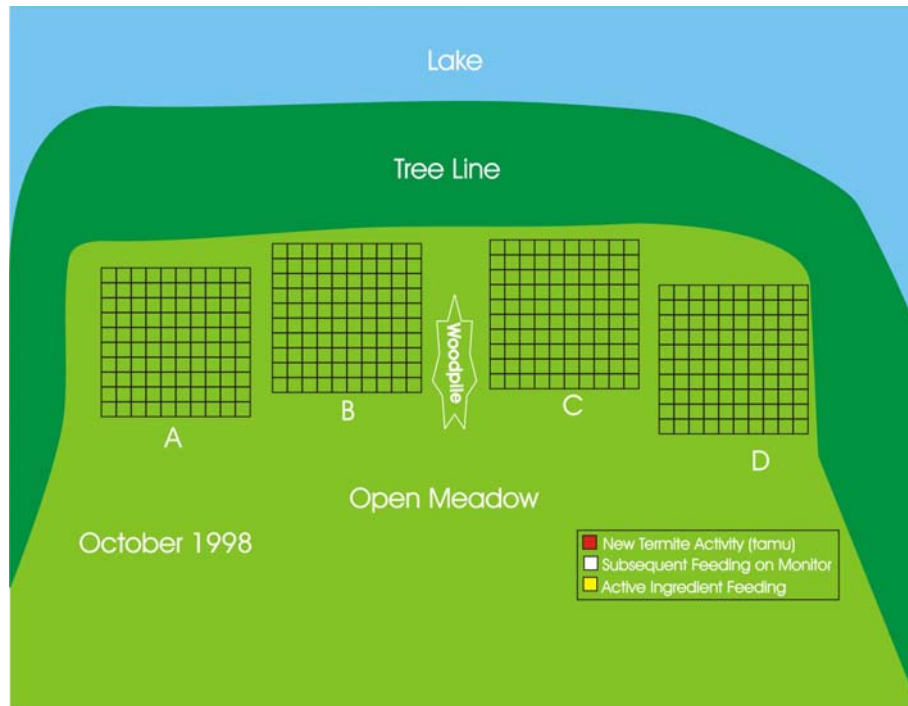 Lake
Tree Line
Woodpile
A
B
C
D
Open Meadow
October 1998
New Termite Activity (tamu)
Subsequent Feeding on Monitor
Active Ingredient Feeding